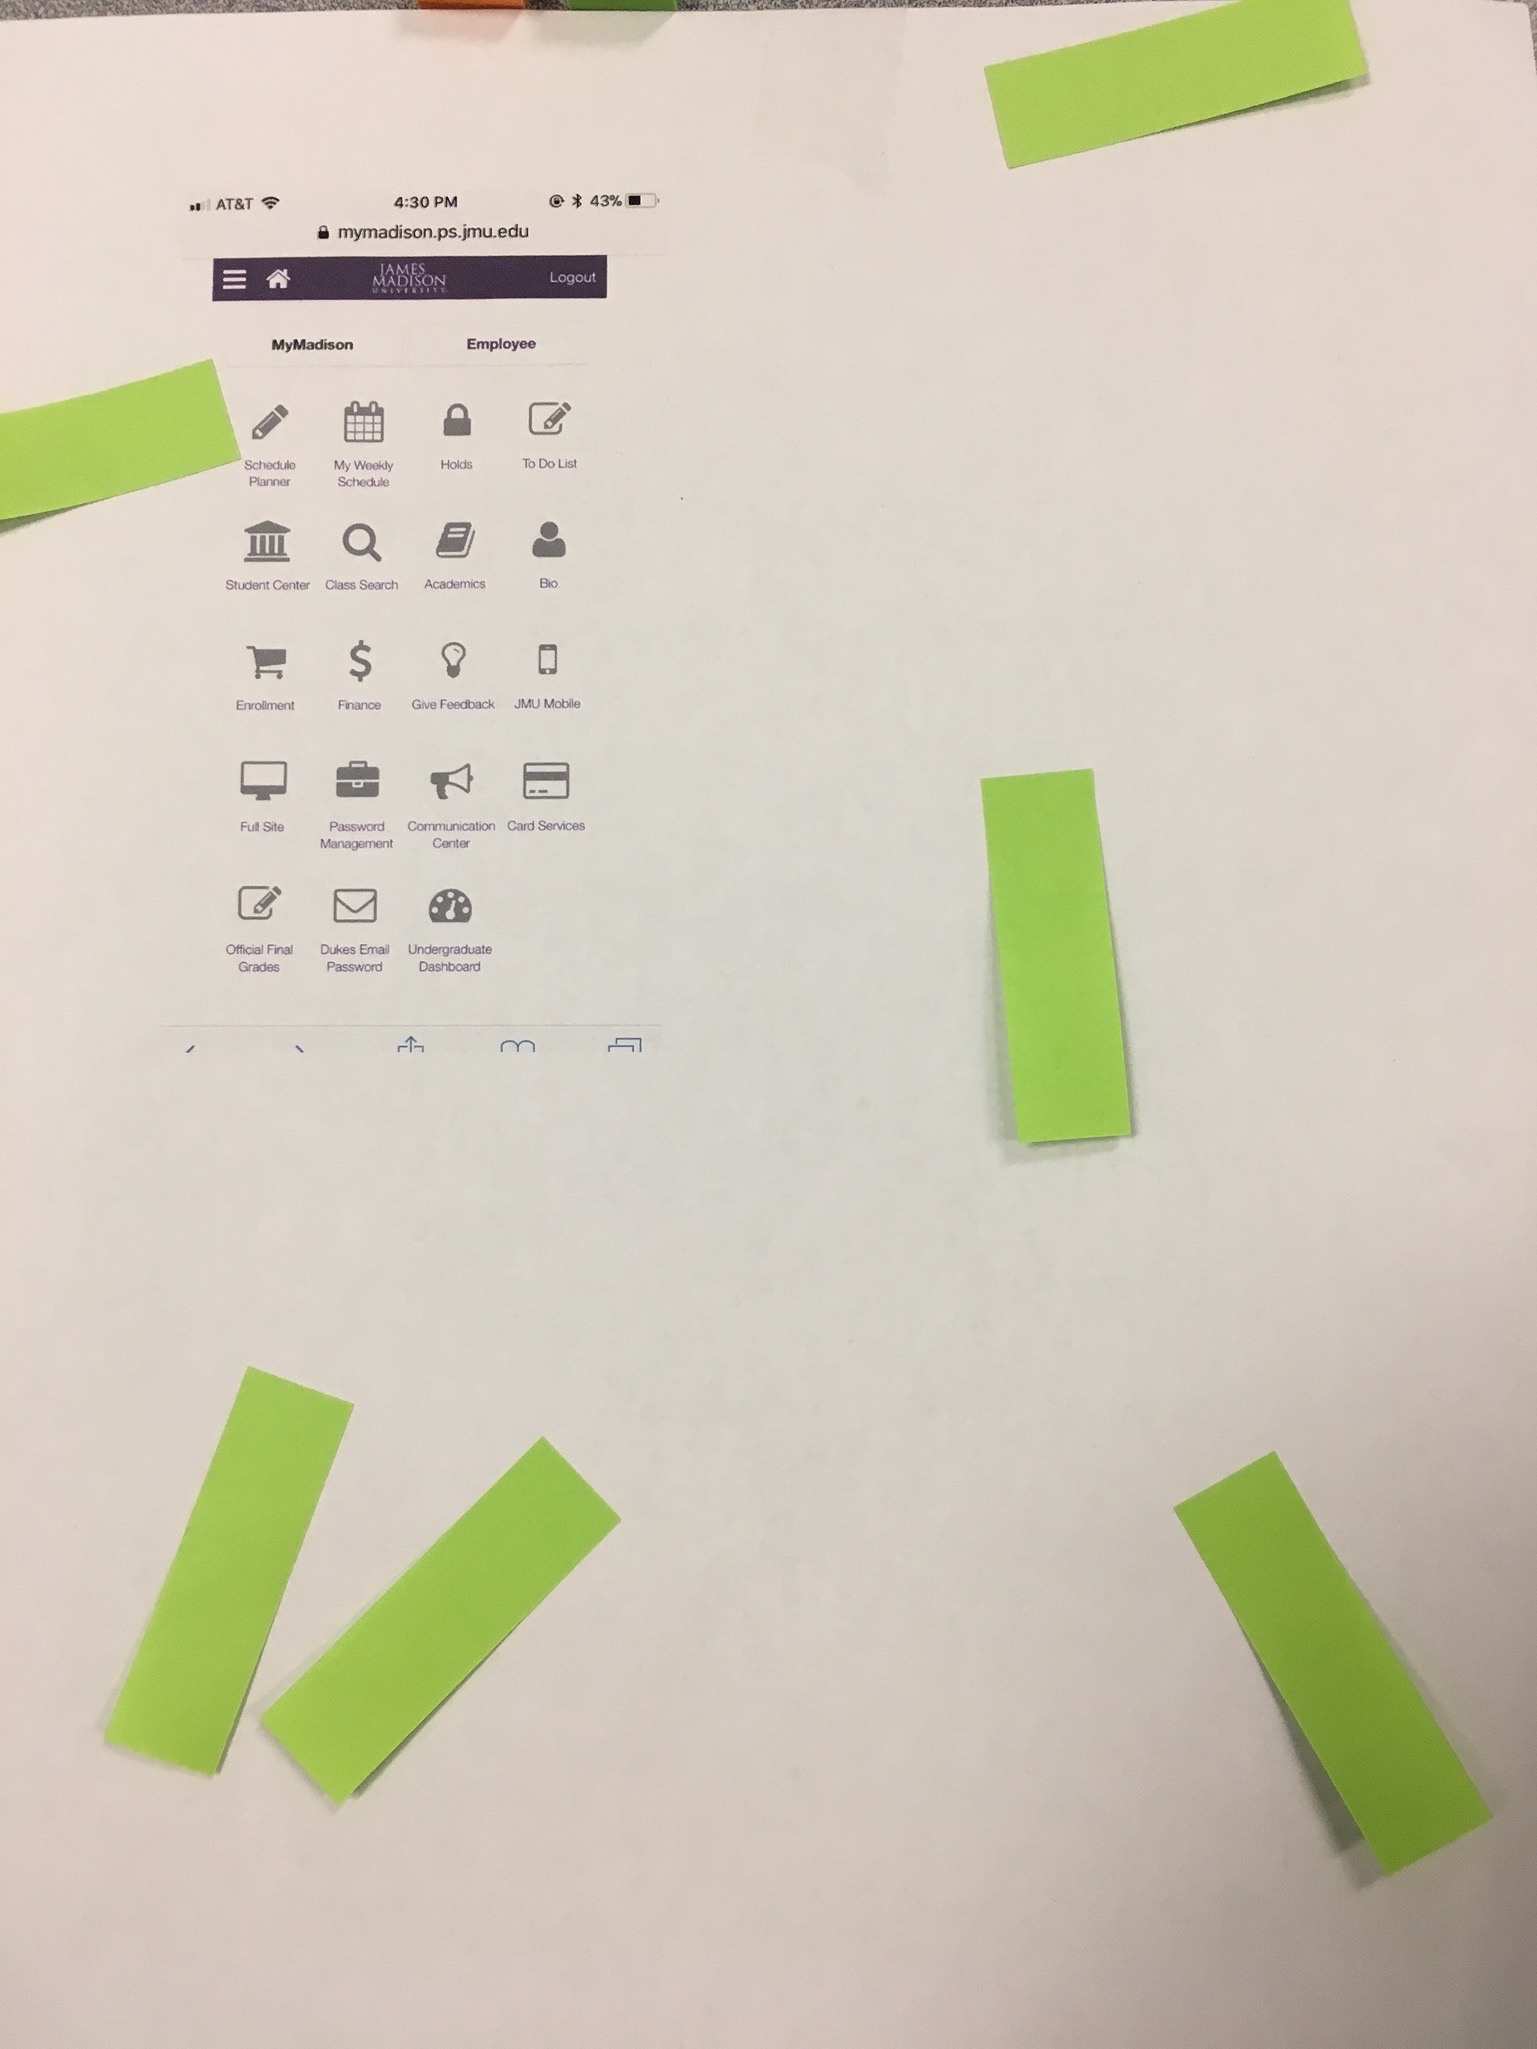 AT&T 4:30 PM 43%
mymadison.ps.jmu.edu
JAMES
MADISON
UNIVERSITY.
Logout
MyMadison Employee
Schedule Planner
My Weekly Schedule
Holds
To Do List
Student Center
Class Search
Academics
Bio
Enrollment
Finance
Give Feedback
JMU Mobile
Full Site
Password Management
Communication Center
Card Services
Official Final Grades
Dukes Email Password
Undergraduate Dashboard